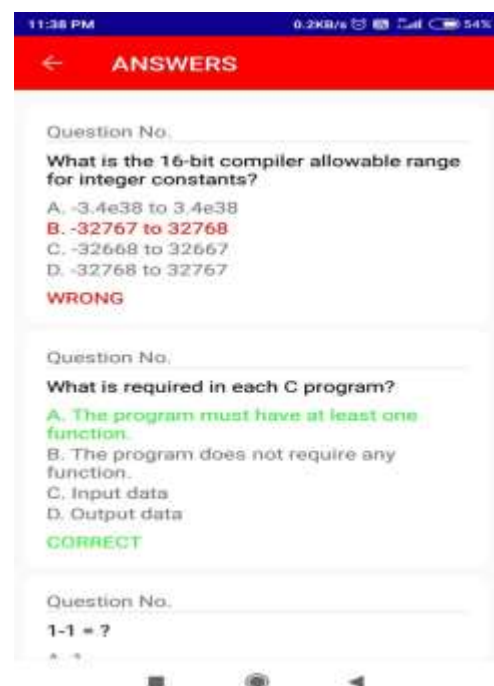 11:38 PM 0.2KB/s 54%
ANSWERS
Question No.
What is the 16-bit compiler allowable range
for integer constants?
A. -3.4e38 to 3.4e38
B. -32767 to 32768
C. -32668 to 32667
D. -32768 to 32767
WRONG
Question No.
What is required in each C program?
A. The program must have at least one
function.
B. The program does not require any
function.
C. Input data
D. Output data
CORRECT
Question No.
1-1 = ?